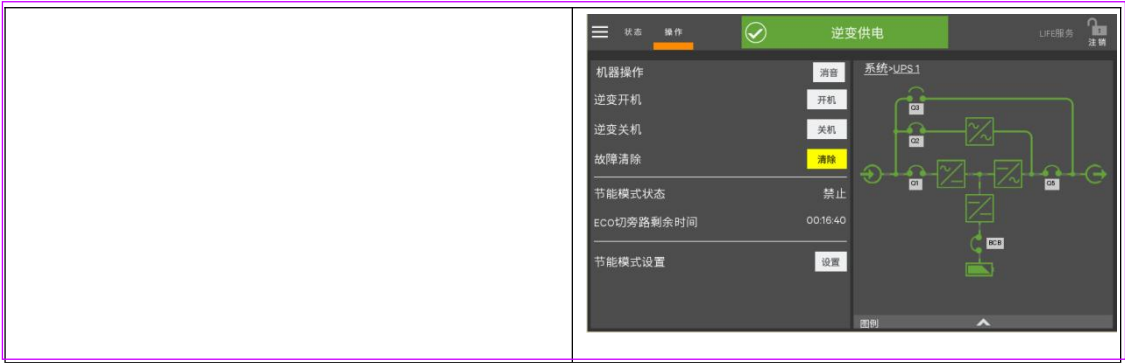 状态 操作 逆变供电 LIFE服务 注销
机器操作 消音
逆变开机 开机
逆变关机 关机
故障清除 清除
节能模式状态 禁止
ECO切旁路剩余时间 00:16:40
节能模式设置 设置
系统>UPS 1
Q3
Q2
Q1 Q5
BCB
图例